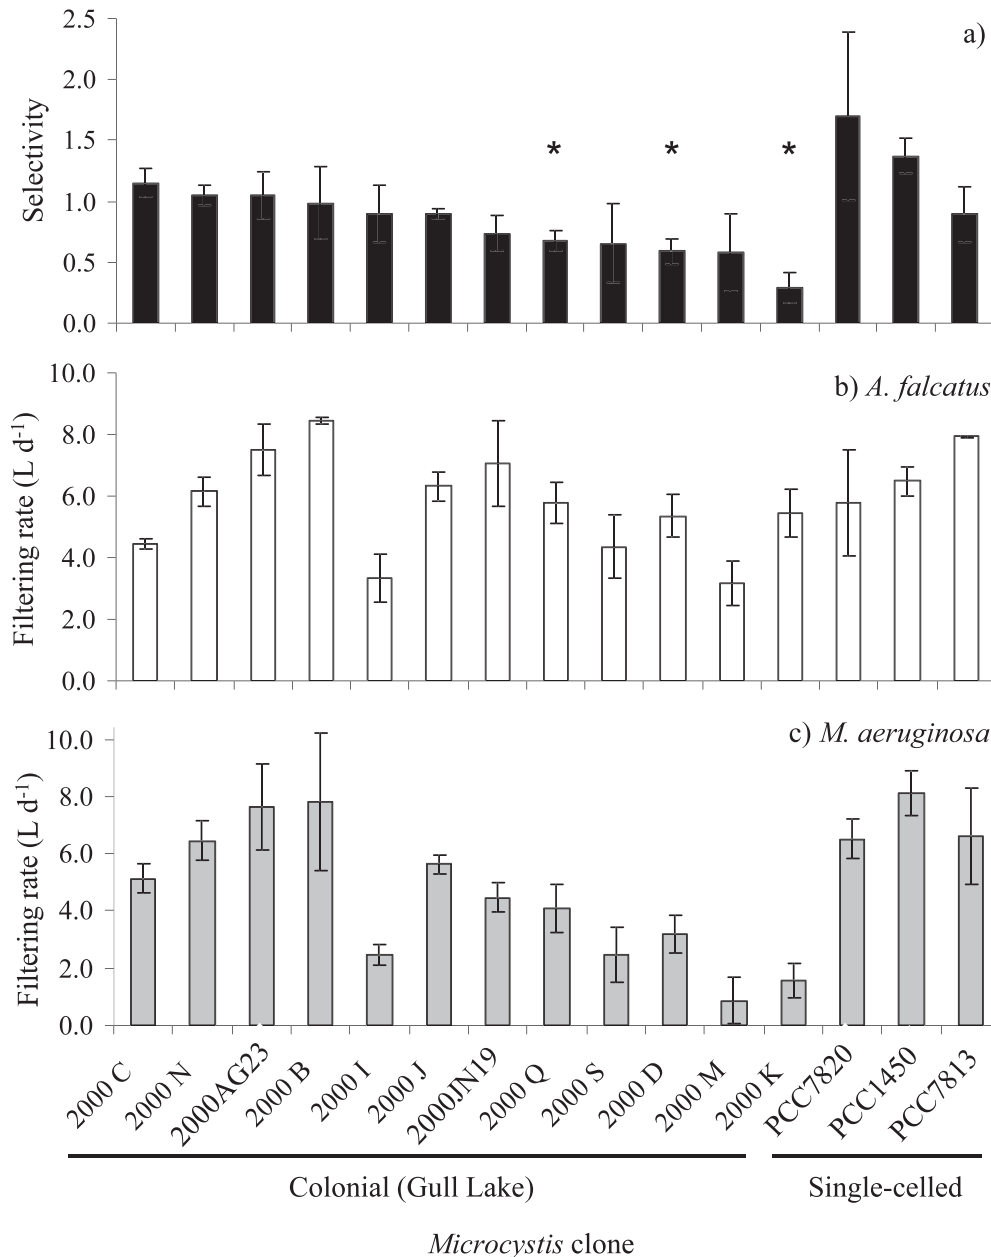 a)
2.5
2.0
1.5
1.0
0.5
0.0
Selectivity
* * *
b) A. falcatus
10.0
8.0
6.0
4.0
2.0
0.0
Filtering rate (L d-1)
c) M. aeruginosa
10.0
8.0
6.0
4.0
2.0
0.0
Filtering rate (L d-1)
2000 C
2000 N
2000AG23
2000 B
2000 I
2000 J
2000JN19
2000 Q
2000 S
2000 D
2000 M
2000 K
PCC7820
PCC1450
PCC7813
Colonial (Gull Lake)
Single-celled
Microcystis clone